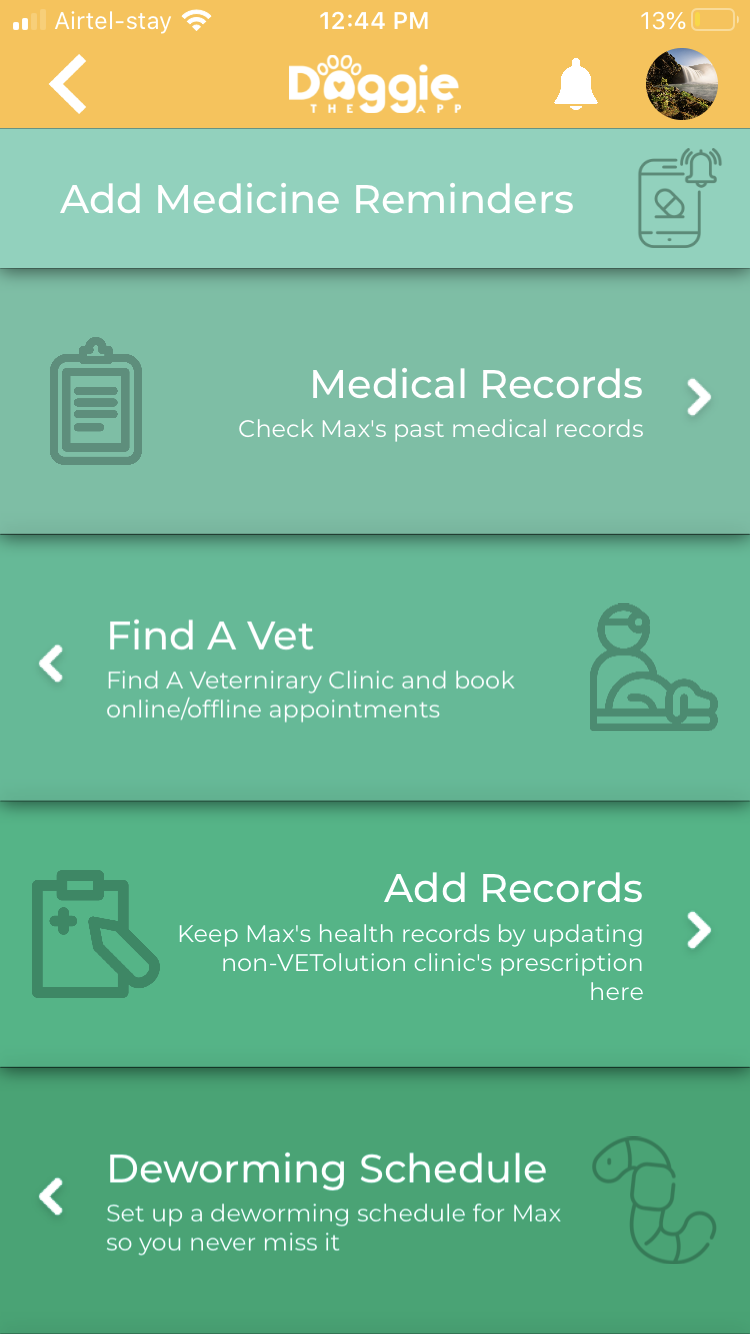 Airtel-stay 12:44 PM 13%
Doggie
THE APP
Add Medicine Reminders
Medical Records
Check Max's past medical records
Find A Vet
Find A Veternirary Clinic and book
online/offline appointments
Add Records
Keep Max's health records by updating
non-VETolution clinic's prescription
here
Deworming Schedule
Set up a deworming schedule for Max
so you never miss it